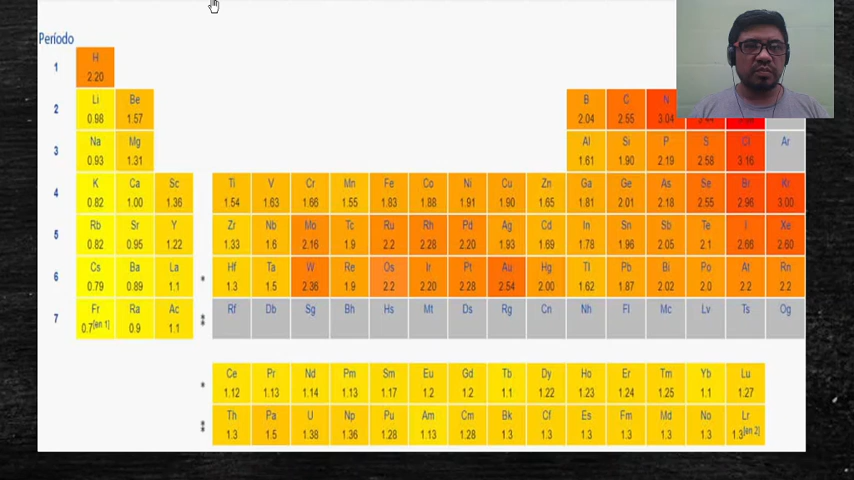 Período
1 H
2.20
2 Li Be B C N
0.98 1.57 2.04 2.55 3.04
3 Na Mg Al Si P S Cl Ar
0.93 1.31 1.61 1.90 2.19 2.58 3.16
4 K Ca Sc Ti V Cr Mn Fe Co Ni Cu Zn Ga Ge As Se Br Kr
0.82 1.00 1.36 1.54 1.63 1.66 1.55 1.83 1.88 1.91 1.90 1.65 1.81 2.01 2.18 2.55 2.96 3.00
5 Rb Sr Y Zr Nb Mo Tc Ru Rh Pd Ag Cd In Sn Sb Te I Xe
0.82 0.95 1.22 1.33 1.6 2.16 1.9 2.2 2.28 2.20 1.93 1.69 1.78 1.96 2.05 2.1 2.66 2.60
6 Cs Ba La * Hf Ta W Re Os Ir Pt Au Hg Tl Pb Bi Po At Rn
0.79 0.89 1.1 1.3 1.5 2.36 1.9 2.2 2.20 2.28 2.54 2.00 1.62 1.87 2.02 2.0 2.2 2.2
7 Fr Ra Ac ** Rf Db Sg Bh Hs Mt Ds Rg Cn Nh Fl Mc Lv Ts Og
0.7[en 1] 0.9 1.1
* Ce Pr Nd Pm Sm Eu Gd Tb Dy Ho Er Tm Yb Lu
1.12 1.13 1.14 1.13 1.17 1.2 1.2 1.1 1.22 1.23 1.24 1.25 1.1 1.27
** Th Pa U Np Pu Am Cm Bk Cf Es Fm Md No Lr
1.3 1.5 1.38 1.36 1.28 1.13 1.28 1.3 1.3 1.3 1.3 1.3 1.3 1.3[en 2]